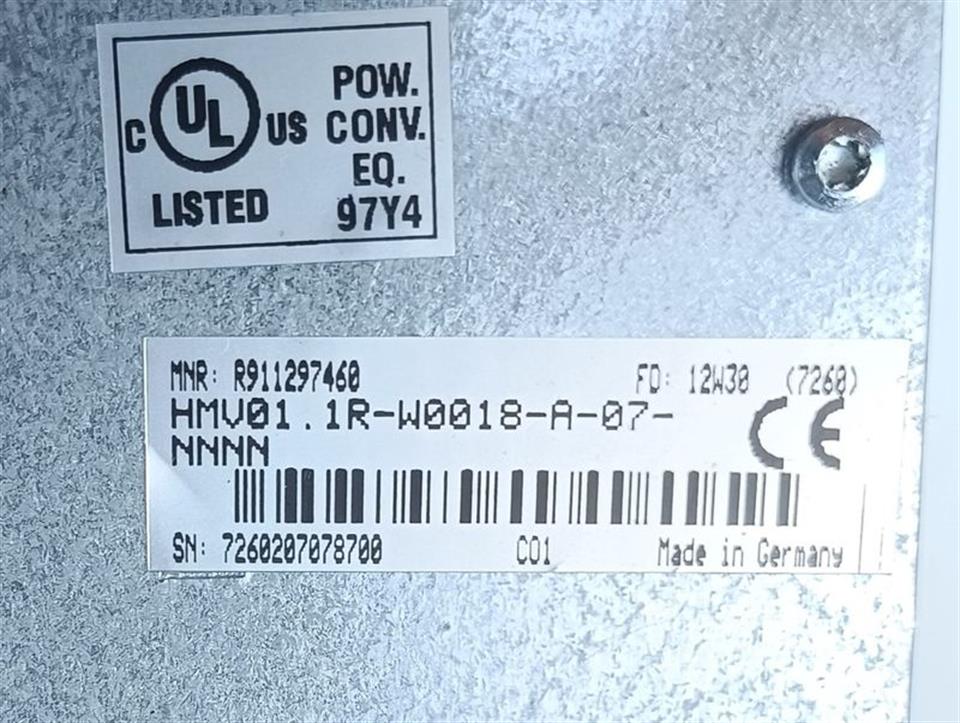 C UL US
LISTED
POW.
CONV.
EQ.
97Y4
MNR: R911297460 FD: 12W30 (7260)
HMV01.1R-W0018-A-07-
NNNN
CE
SN: 7260207078700 C01 Made in Germany